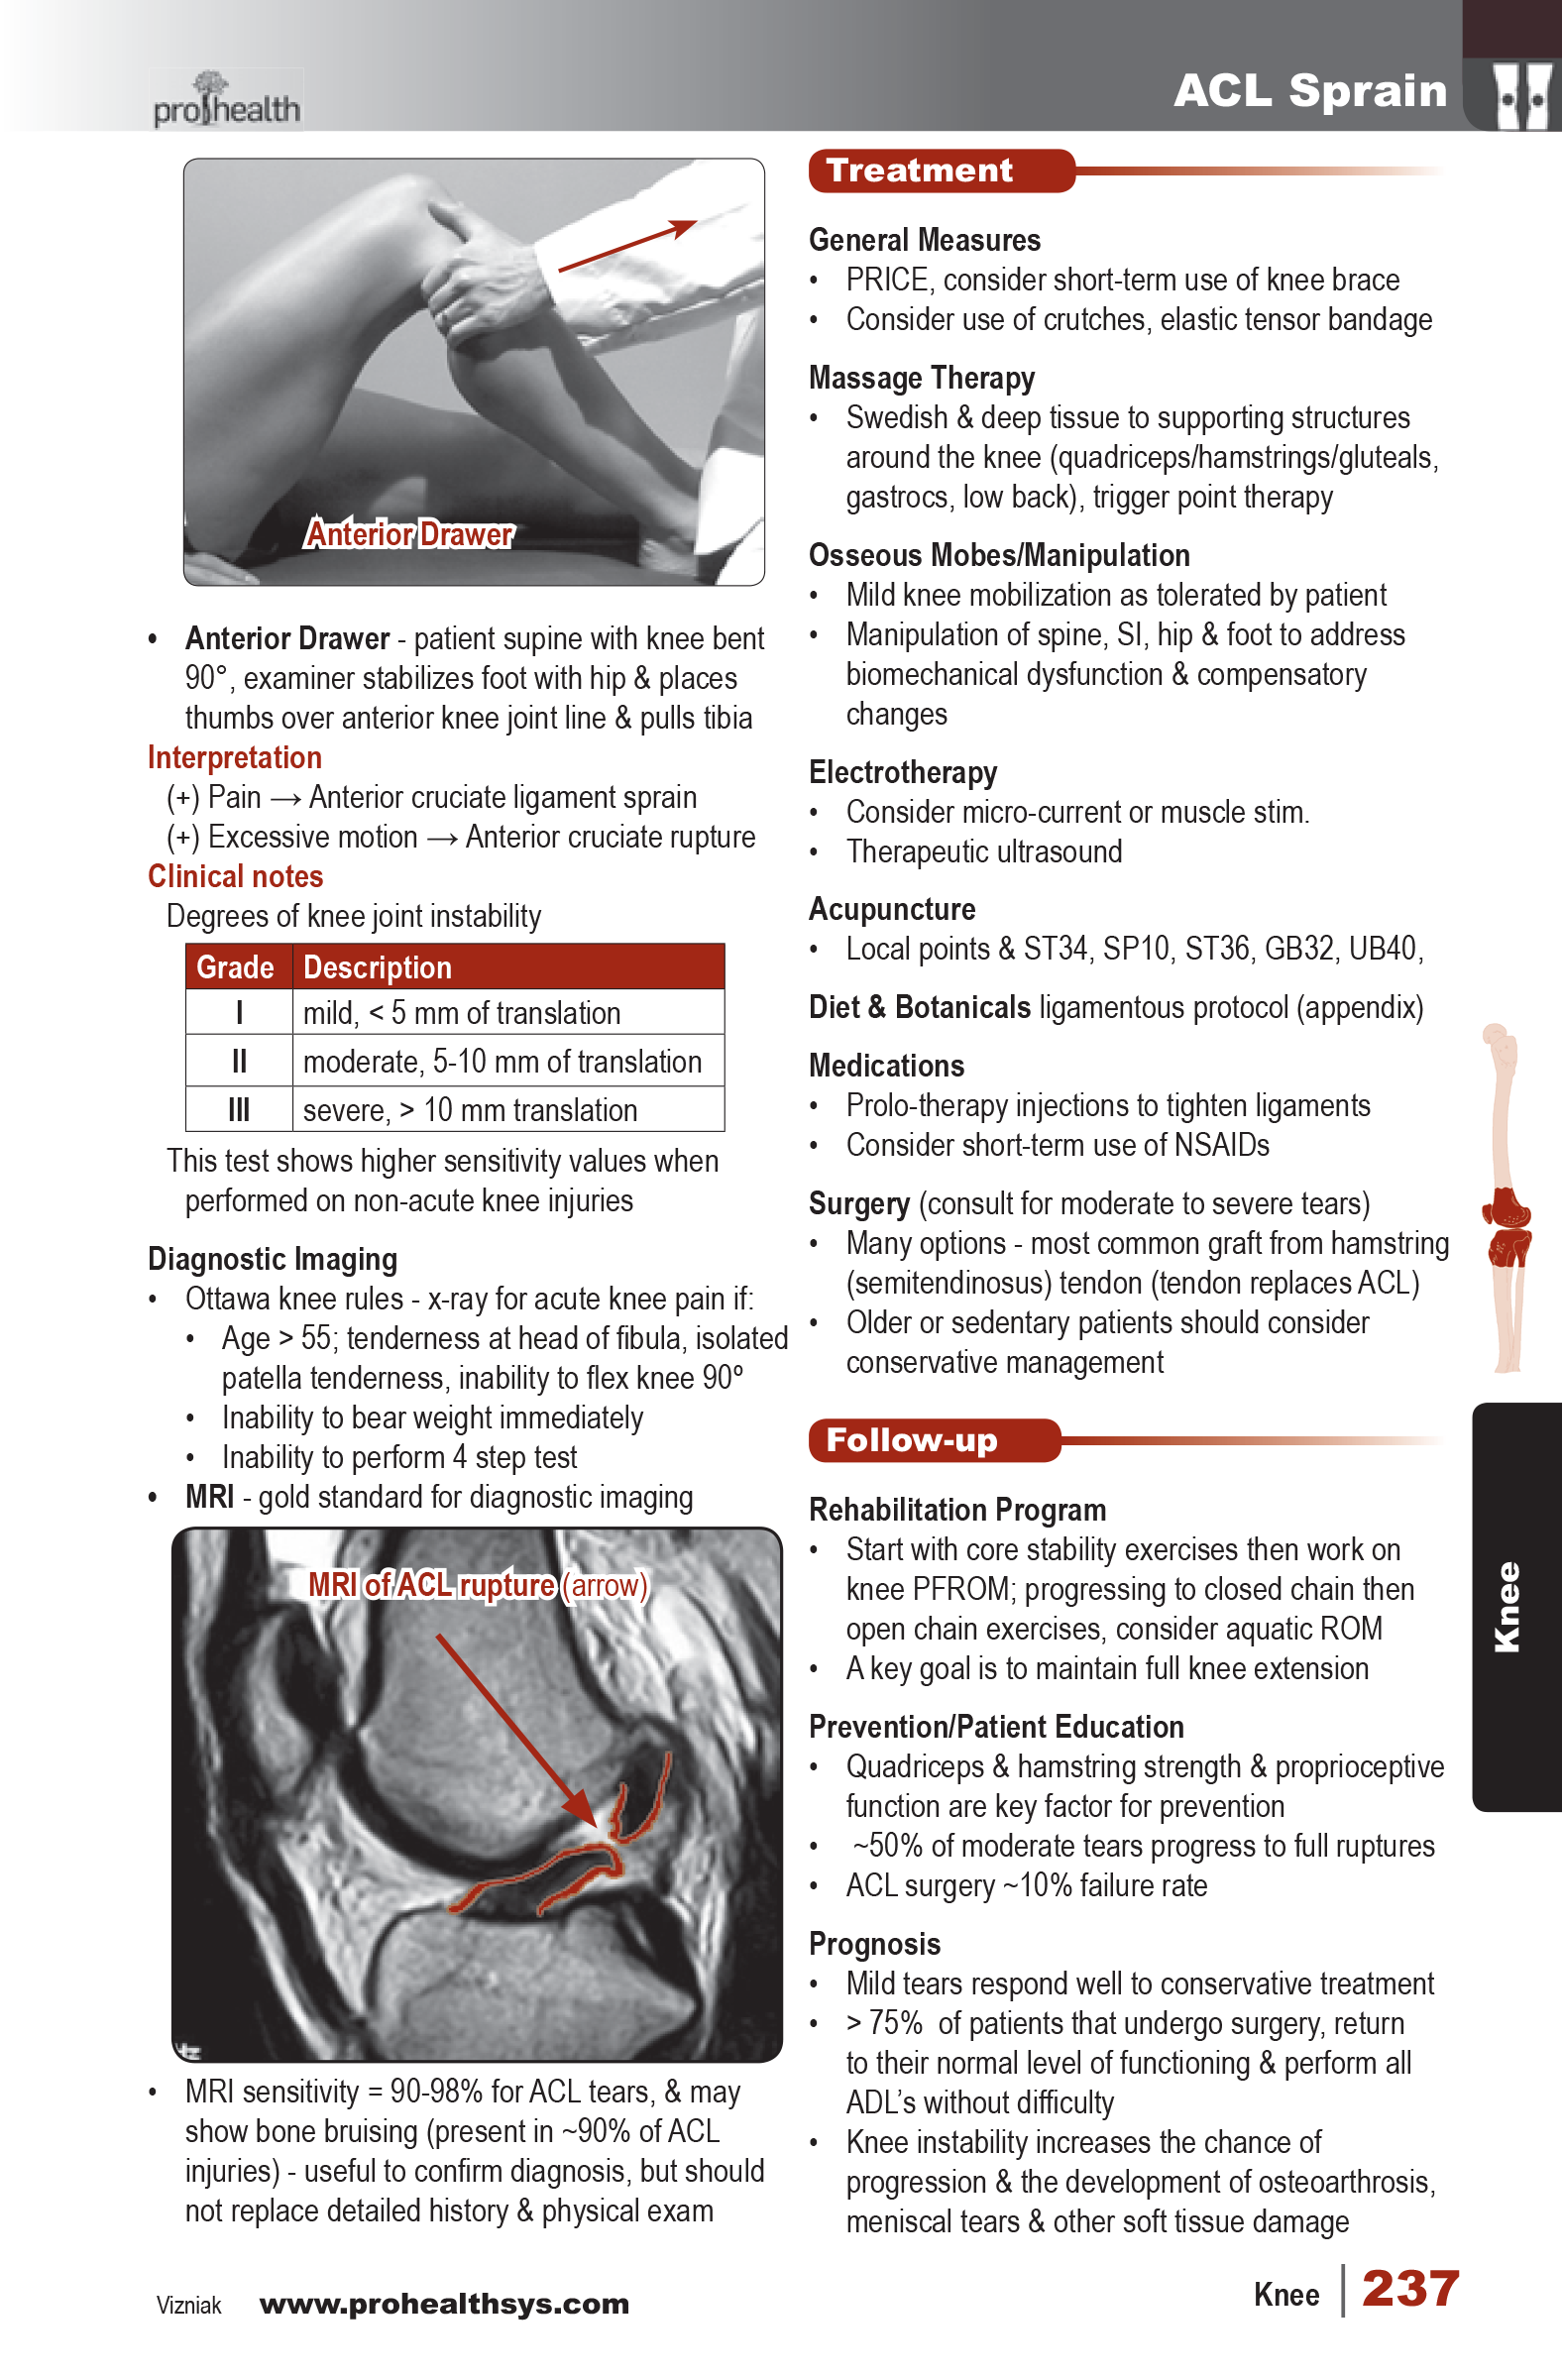 prohealth
ACL Sprain
Anterior Drawer
• Anterior Drawer - patient supine with knee bent
90°, examiner stabilizes foot with hip & places
thumbs over anterior knee joint line & pulls tibia
Interpretation
(+) Pain → Anterior cruciate ligament sprain
(+) Excessive motion → Anterior cruciate rupture
Clinical notes
Degrees of knee joint instability
Grade Description
I mild, < 5 mm of translation
II moderate, 5-10 mm of translation
III severe, > 10 mm translation
This test shows higher sensitivity values when
performed on non-acute knee injuries
Diagnostic Imaging
• Ottawa knee rules - x-ray for acute knee pain if:
• Age > 55; tenderness at head of fibula, isolated
patella tenderness, inability to flex knee 90º
• Inability to bear weight immediately
• Inability to perform 4 step test
• MRI - gold standard for diagnostic imaging
MRI of ACL rupture (arrow)
• MRI sensitivity = 90-98% for ACL tears, & may
show bone bruising (present in ~90% of ACL
injuries) - useful to confirm diagnosis, but should
not replace detailed history & physical exam
Treatment
General Measures
• PRICE, consider short-term use of knee brace
• Consider use of crutches, elastic tensor bandage
Massage Therapy
• Swedish & deep tissue to supporting structures
around the knee (quadriceps/hamstrings/gluteals,
gastrocs, low back), trigger point therapy
Osseous Mobes/Manipulation
• Mild knee mobilization as tolerated by patient
• Manipulation of spine, SI, hip & foot to address
biomechanical dysfunction & compensatory
changes
Electrotherapy
• Consider micro-current or muscle stim.
• Therapeutic ultrasound
Acupuncture
• Local points & ST34, SP10, ST36, GB32, UB40,
Diet & Botanicals ligamentous protocol (appendix)
Medications
• Prolo-therapy injections to tighten ligaments
• Consider short-term use of NSAIDs
Surgery (consult for moderate to severe tears)
• Many options - most common graft from hamstring
(semitendinosus) tendon (tendon replaces ACL)
• Older or sedentary patients should consider
conservative management
Follow-up
Rehabilitation Program
• Start with core stability exercises then work on
knee PFROM; progressing to closed chain then
open chain exercises, consider aquatic ROM
• A key goal is to maintain full knee extension
Prevention/Patient Education
• Quadriceps & hamstring strength & proprioceptive
function are key factor for prevention
• ~50% of moderate tears progress to full ruptures
• ACL surgery ~10% failure rate
Prognosis
• Mild tears respond well to conservative treatment
• > 75% of patients that undergo surgery, return
to their normal level of functioning & perform all
ADL’s without difficulty
• Knee instability increases the chance of
progression & the development of osteoarthrosis,
meniscal tears & other soft tissue damage
Knee
Vizniak www.prohealthsys.com
Knee 237